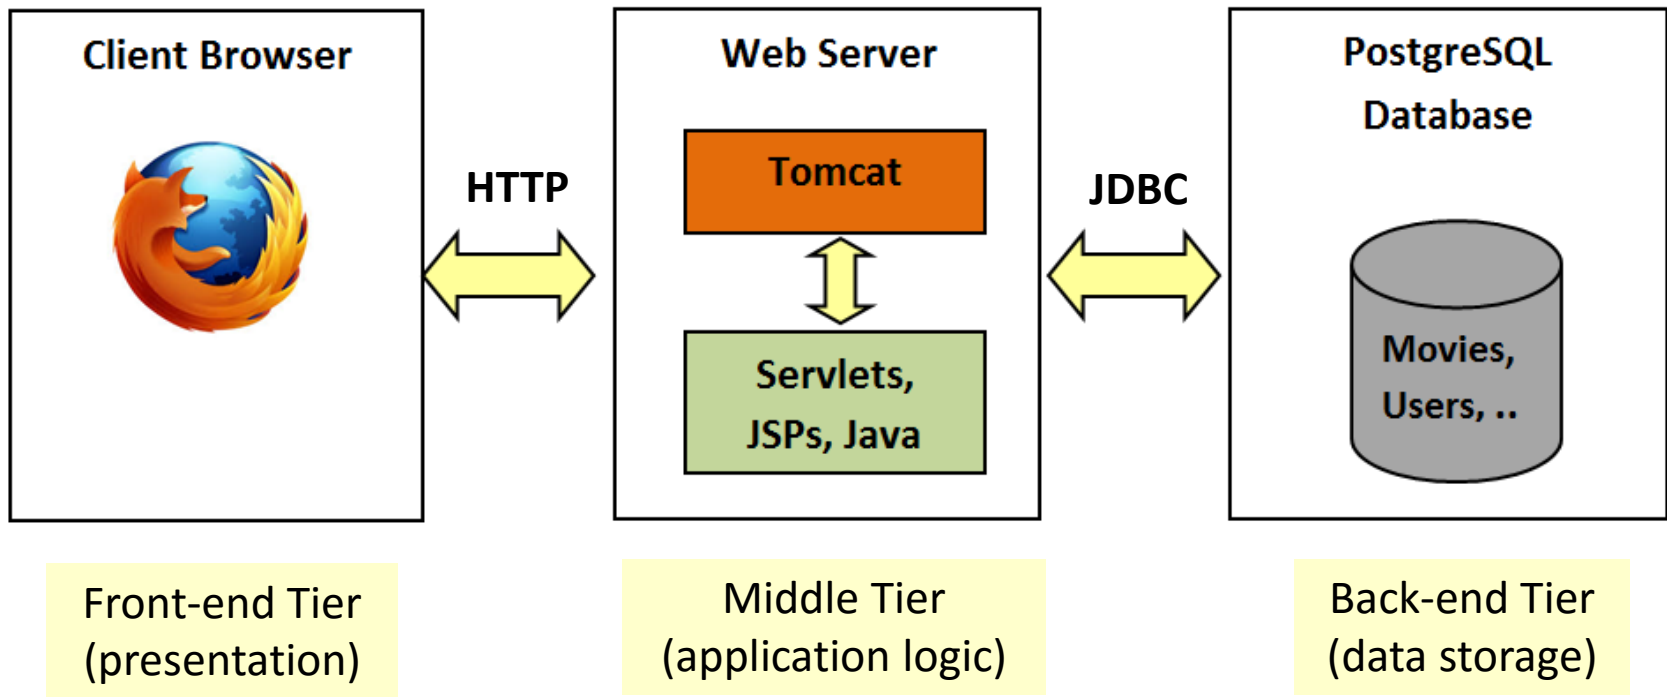 Client Browser
HTTP
Web Server
Tomcat
Servlets,
JSPs, Java
JDBC
PostgreSQL
Database
Movies,
Users, ..
Front-end Tier
(presentation)
Middle Tier
(application logic)
Back-end Tier
(data storage)